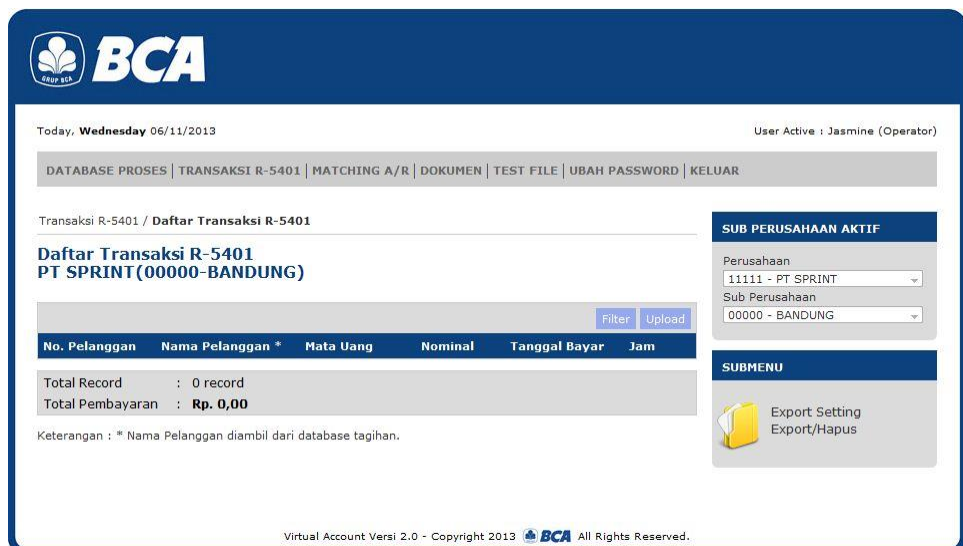 GRUP BCA
BCA
Today, Wednesday 06/11/2013
User Active : Jasmine (Operator)
DATABASE PROSES | TRANSAKSI R-5401 | MATCHING A/R | DOKUMEN | TEST FILE | UBAH PASSWORD | KELUAR
Transaksi R-5401 / Daftar Transaksi R-5401
Daftar Transaksi R-5401
PT SPRINT(00000-BANDUNG)
Filter Upload
No. Pelanggan Nama Pelanggan * Mata Uang Nominal Tanggal Bayar Jam
Total Record : 0 record
Total Pembayaran : Rp. 0,00
Keterangan : * Nama Pelanggan diambil dari database tagihan.
SUB PERUSAHAAN AKTIF
Perusahaan
11111 - PT SPRINT
Sub Perusahaan
00000 - BANDUNG
SUBMENU
Export Setting
Export/Hapus
Virtual Account Versi 2.0 - Copyright 2013 BCA All Rights Reserved.